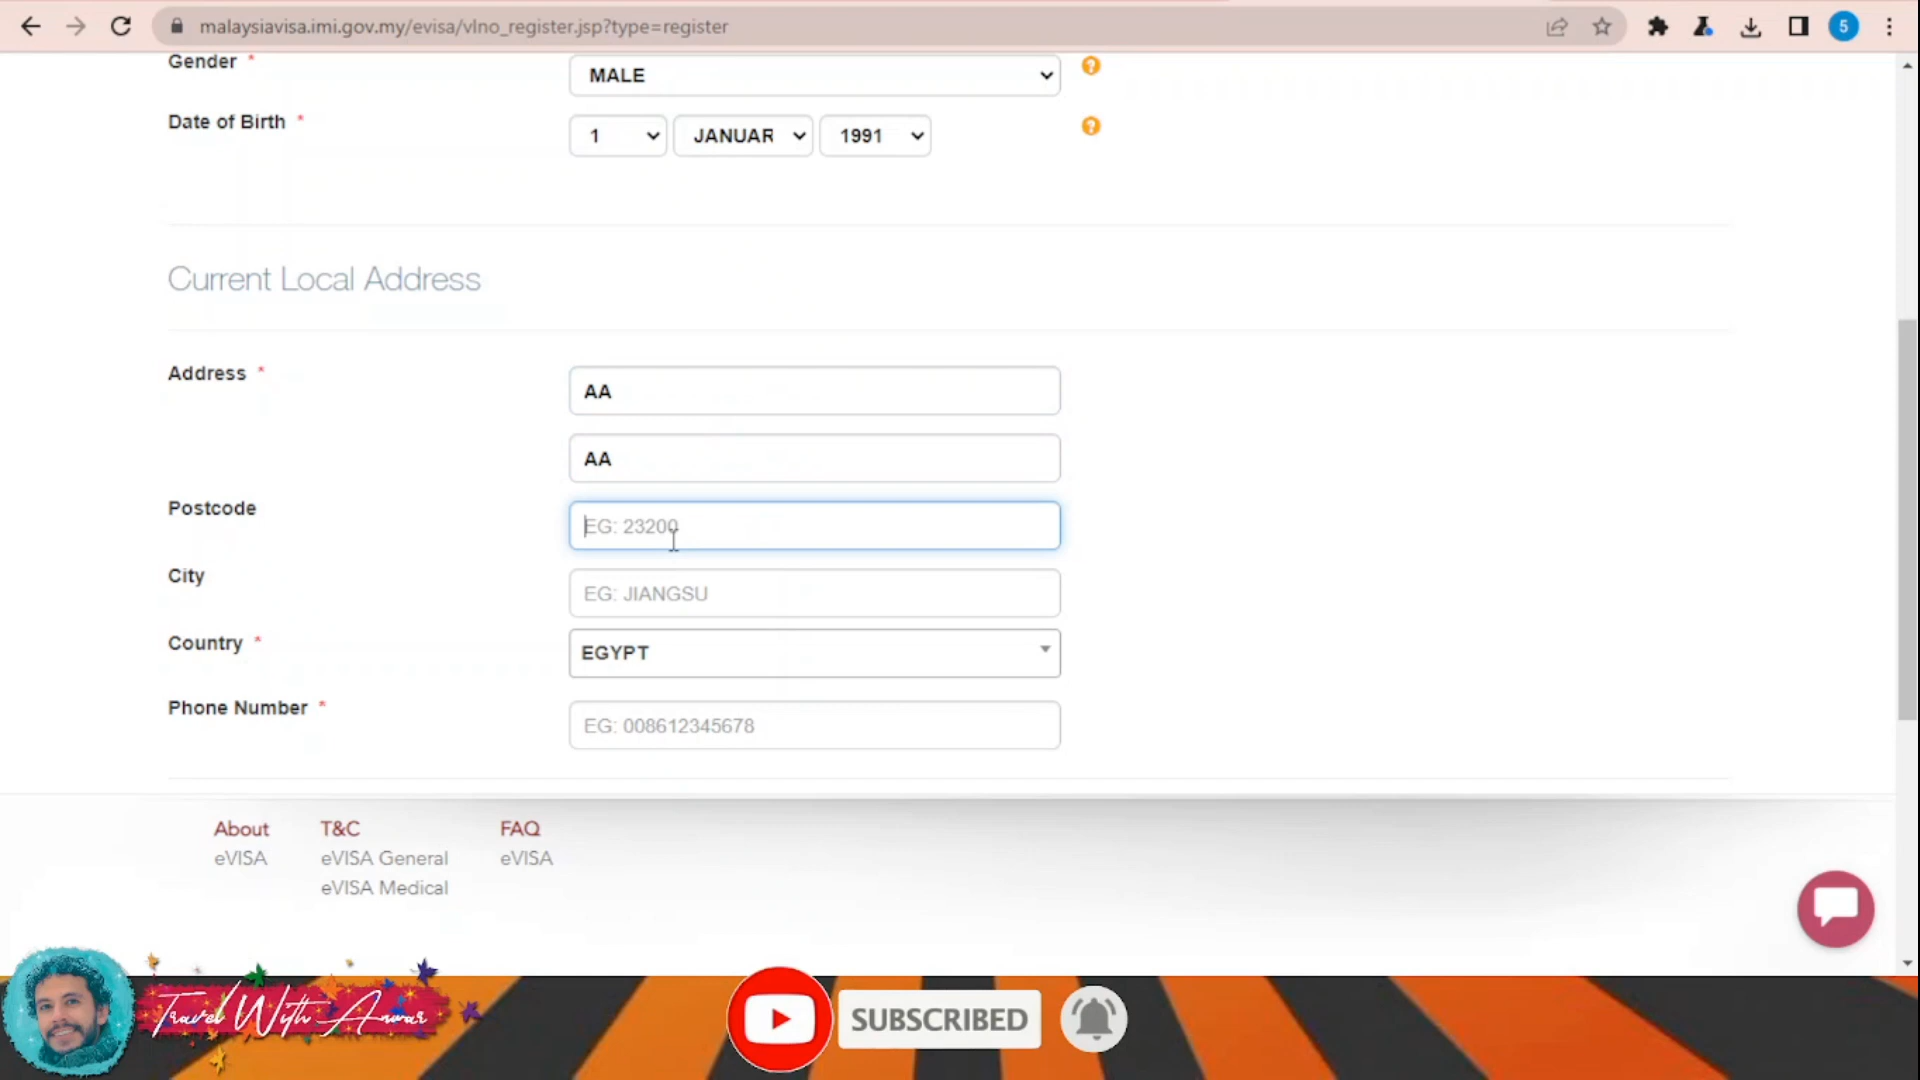 malaysiavisa.imi.gov.my/evisa/vlno_register.jsp?type=register
5
Gender *
MALE
Date of Birth *
1 JANUAR 1991
Current Local Address
Address *
AA
AA
Postcode
EG: 23200
City
EG: JIANGSU
Country *
EGYPT
Phone Number *
EG: 008612345678
About T&C FAQ
eVISA eVISA General eVISA
eVISA Medical
Travel With Anwar
SUBSCRIBED